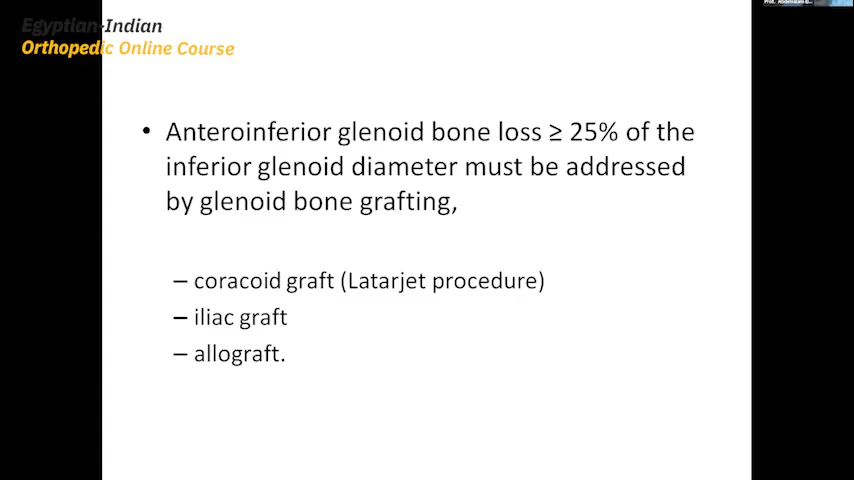 Egyptian-Indian
Orthopedic Online Course
• Anteroinferior glenoid bone loss ≥ 25% of the
inferior glenoid diameter must be addressed
by glenoid bone grafting,
– coracoid graft (Latarjet procedure)
– iliac graft
– allograft.